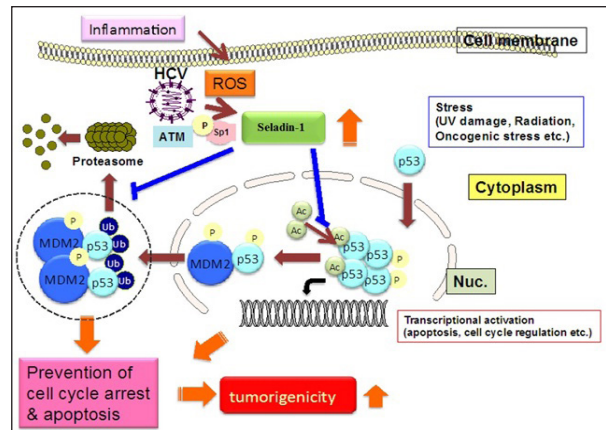 Inflammation
Cell membrane
HCV
ROS
Stress
(UV damage, Radiation,
Oncogenic stress etc.)
P
ATM
Sp1
Seladin-1
Proteasome
p53
Cytoplasm
Ac
Ac
Ac
P
P
P
Ub
MDM2
p53
Ub
P
Ub
MDM2
p53
Ub
P
MDM2
p53
p53
p53
P
Ac
p53
p53
P
Nuc.
Transcriptional activation
(apoptosis, cell cycle regulation etc.)
Prevention of
cell cycle arrest
& apoptosis
tumorigenicity